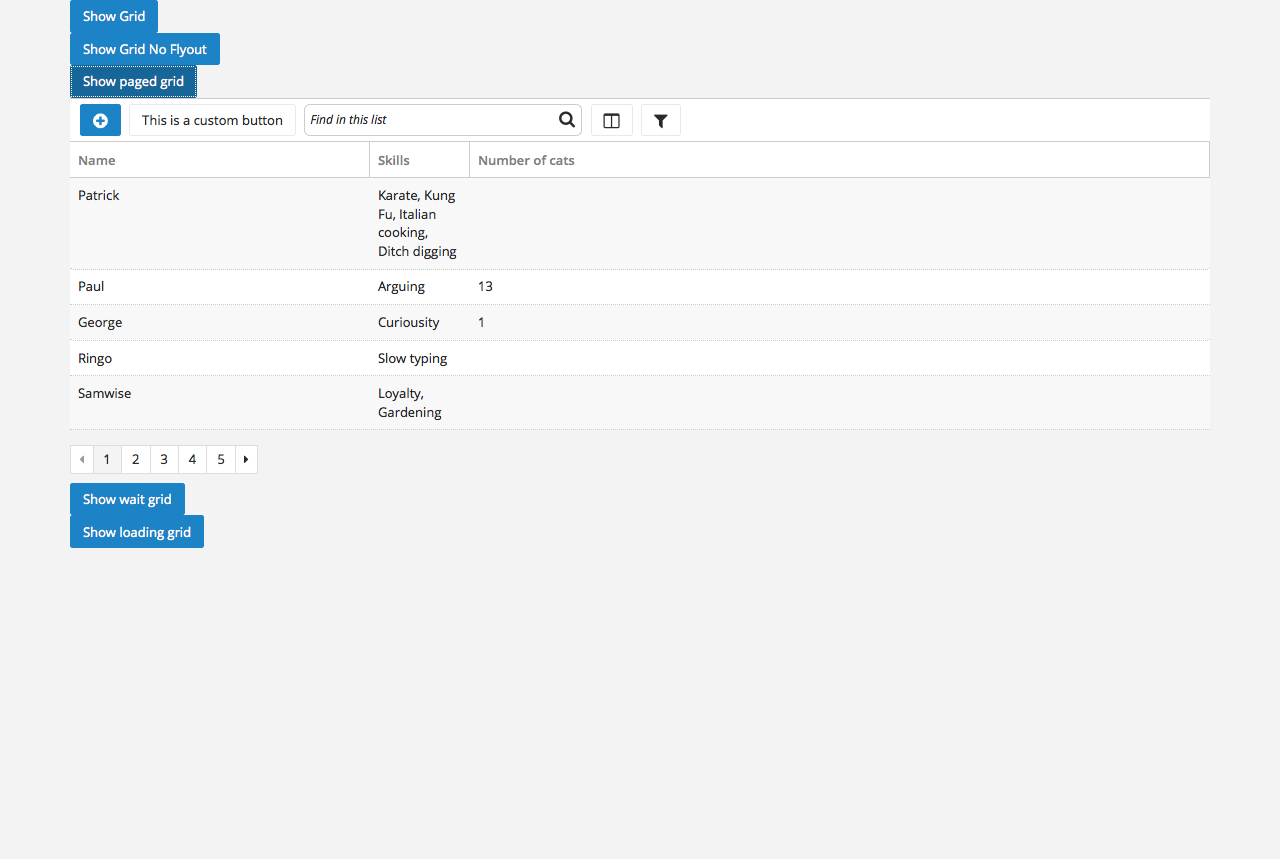 Show Grid
Show Grid No Flyout
Show paged grid
This is a custom button Find in this list
Name Skills Number of cats
Patrick Karate, Kung
Fu, Italian
cooking,
Ditch digging
Paul Arguing 13
George Curiousity 1
Ringo Slow typing
Samwise Loyalty,
Gardening
1 2 3 4 5
Show wait grid
Show loading grid